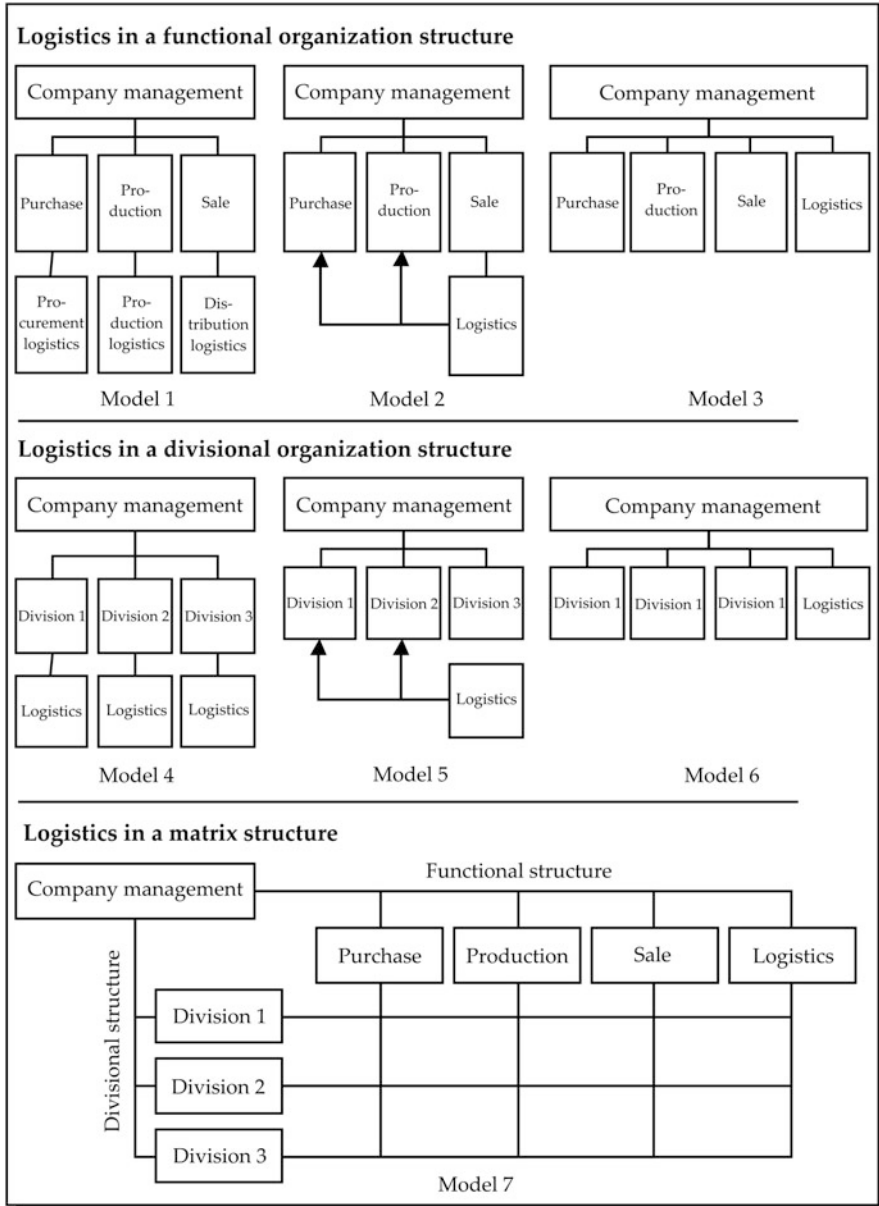 Logistics in a functional organization structure
Company management
Purchase
Pro-
duction
Sale
Pro-
curement
logistics
Pro-
duction
logistics
Dis-
tribution
logistics
Model 1
Company management
Purchase
Pro-
duction
Sale
Logistics
Model 2
Company management
Purchase
Pro-
duction
Sale
Logistics
Model 3
Logistics in a divisional organization structure
Company management
Division 1
Division 2
Division 3
Logistics
Logistics
Logistics
Model 4
Company management
Division 1
Division 2
Division 3
Logistics
Model 5
Company management
Division 1
Division 1
Division 1
Logistics
Model 6
Logistics in a matrix structure
Company management
Functional structure
Purchase
Production
Sale
Logistics
Divisional structure
Division 1
Division 2
Division 3
Model 7